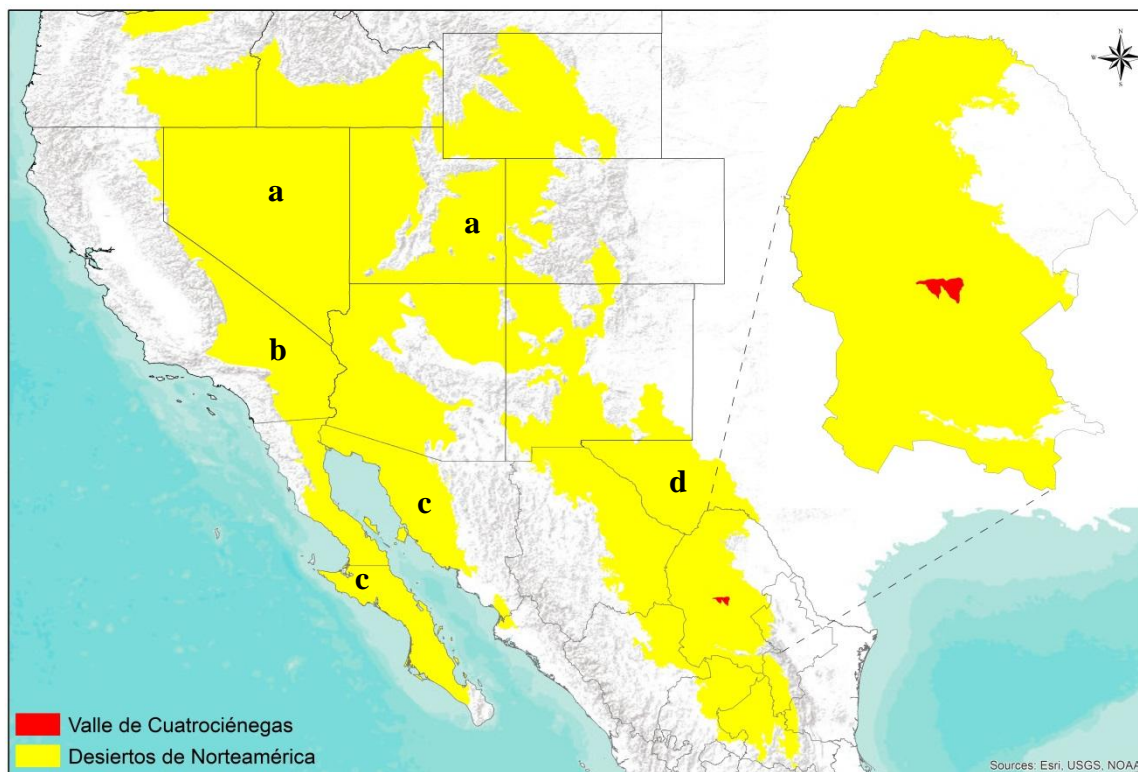 N
W E
S
a
a
b
c
d
c
Valle de Cuatrociénegas
Desiertos de Norteamérica
Sources: Esri, USGS, NOAA